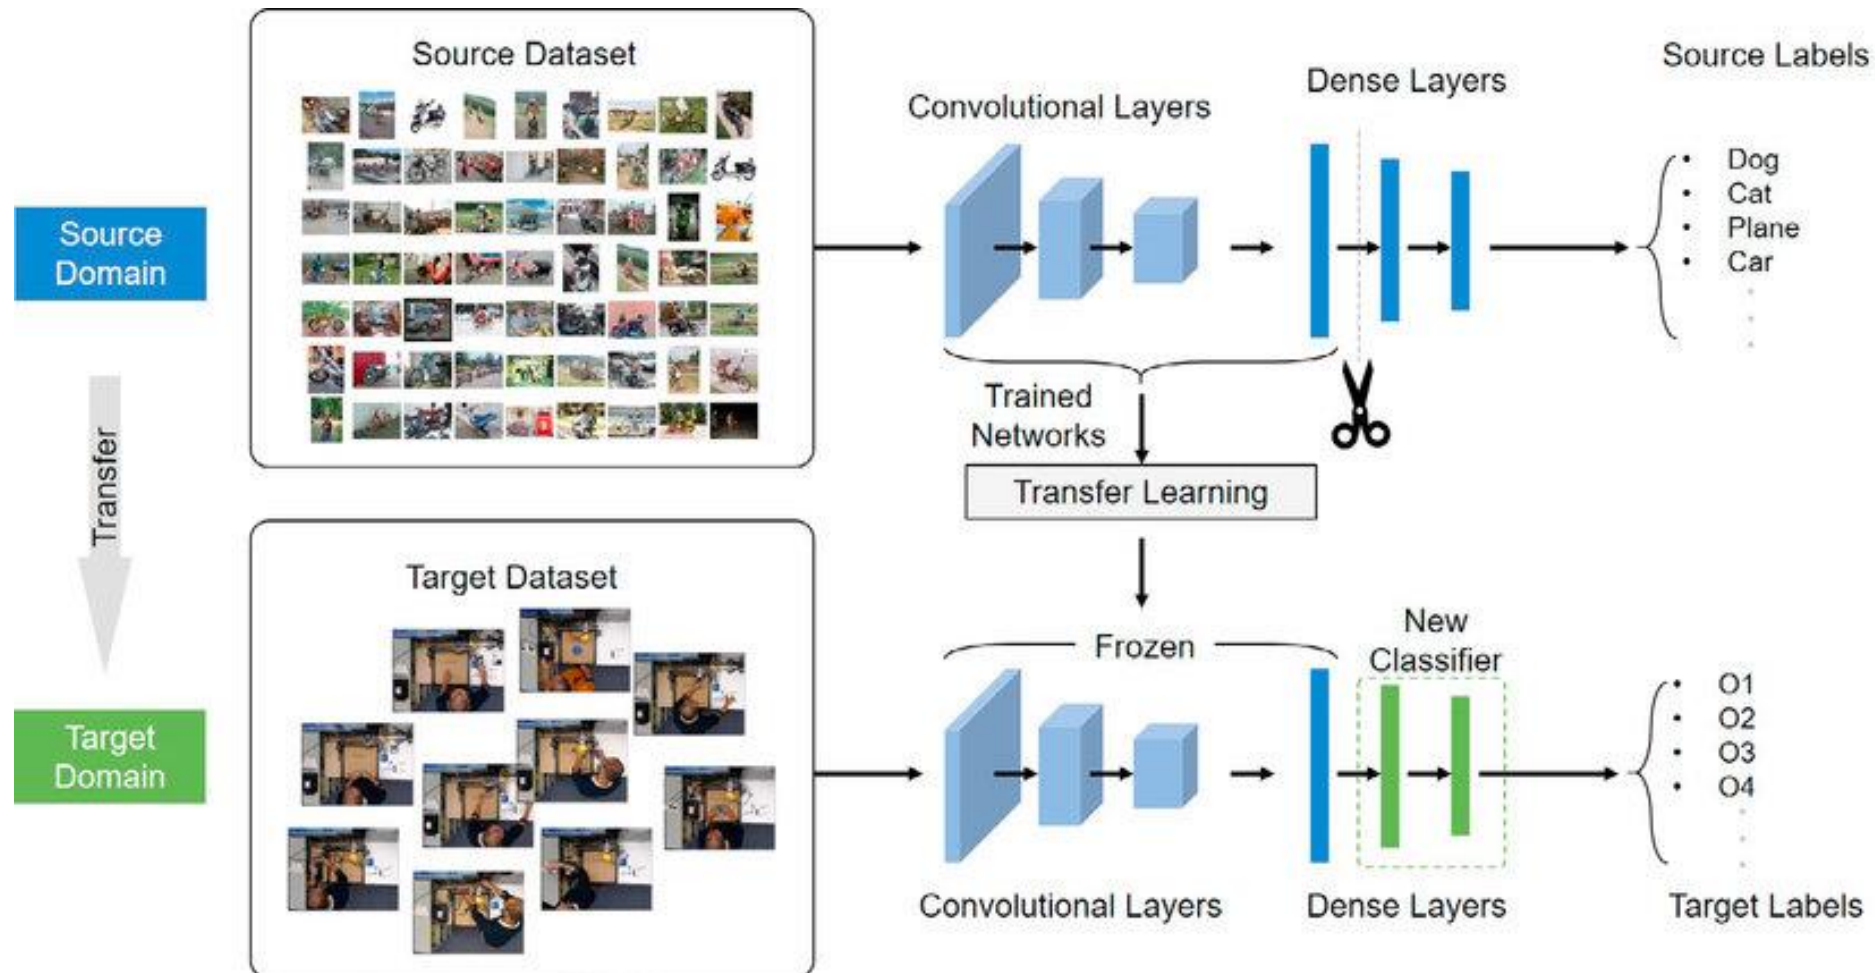 Source Dataset
Convolutional Layers
Dense Layers
Source Labels
Source
Domain
• Dog
• Cat
• Plane
• Car
Trained
Networks
Transfer Learning
Transfer
Target Dataset
Frozen
New
Classifier
Target
Domain
• O1
• O2
• O3
• O4
Convolutional Layers
Dense Layers
Target Labels